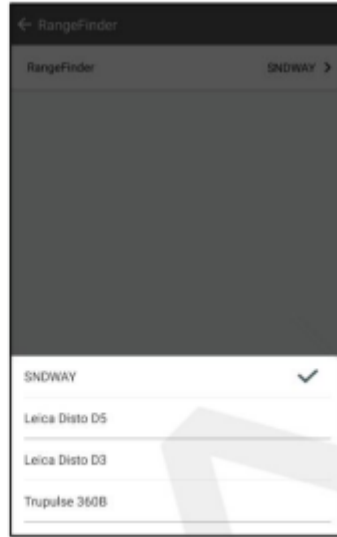 RangeFinder
RangeFinder SNDWAY
SNDWAY
Leica Disto D5
Leica Disto D3
Trupulse 360B